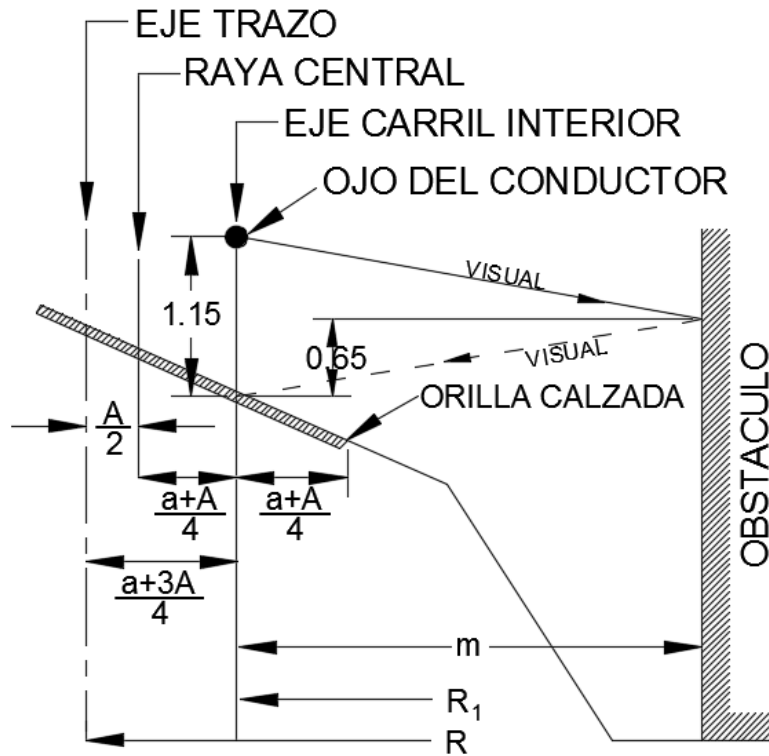 EJE TRAZO
RAYA CENTRAL
EJE CARRIL INTERIOR
OJO DEL CONDUCTOR
VISUAL
1.15
0.65
VISUAL
ORILLA CALZADA
OBSTACULO
A
2
a+A
4
a+A
4
a+3A
4
m
R₁
R